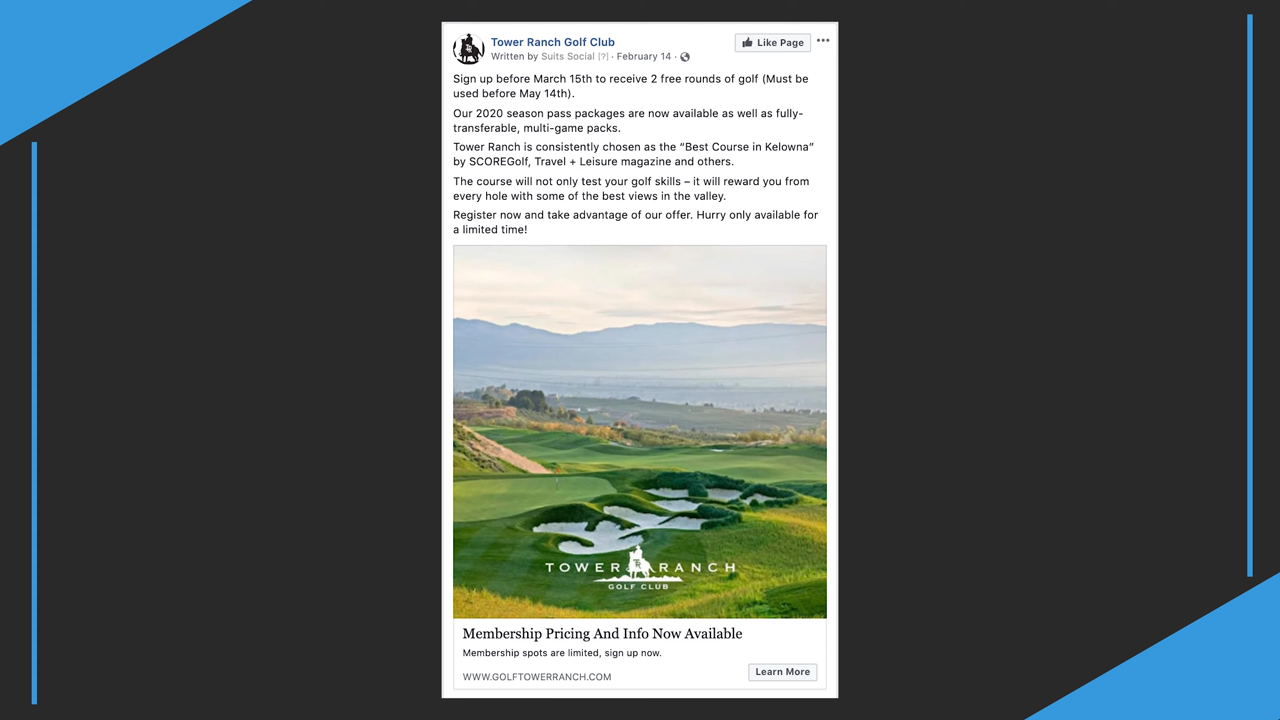 Tower Ranch Golf Club
Written by Suits Social [?] · February 14 ·
Like Page
Sign up before March 15th to receive 2 free rounds of golf (Must be
used before May 14th).
Our 2020 season pass packages are now available as well as fully-
transferable, multi-game packs.
Tower Ranch is consistently chosen as the “Best Course in Kelowna”
by SCOREGolf, Travel + Leisure magazine and others.
The course will not only test your golf skills – it will reward you from
every hole with some of the best views in the valley.
Register now and take advantage of our offer. Hurry only available for
a limited time!
TOWER RANCH
GOLF CLUB
Membership Pricing And Info Now Available
Membership spots are limited, sign up now.
WWW.GOLFTOWERRANCH.COM
Learn More